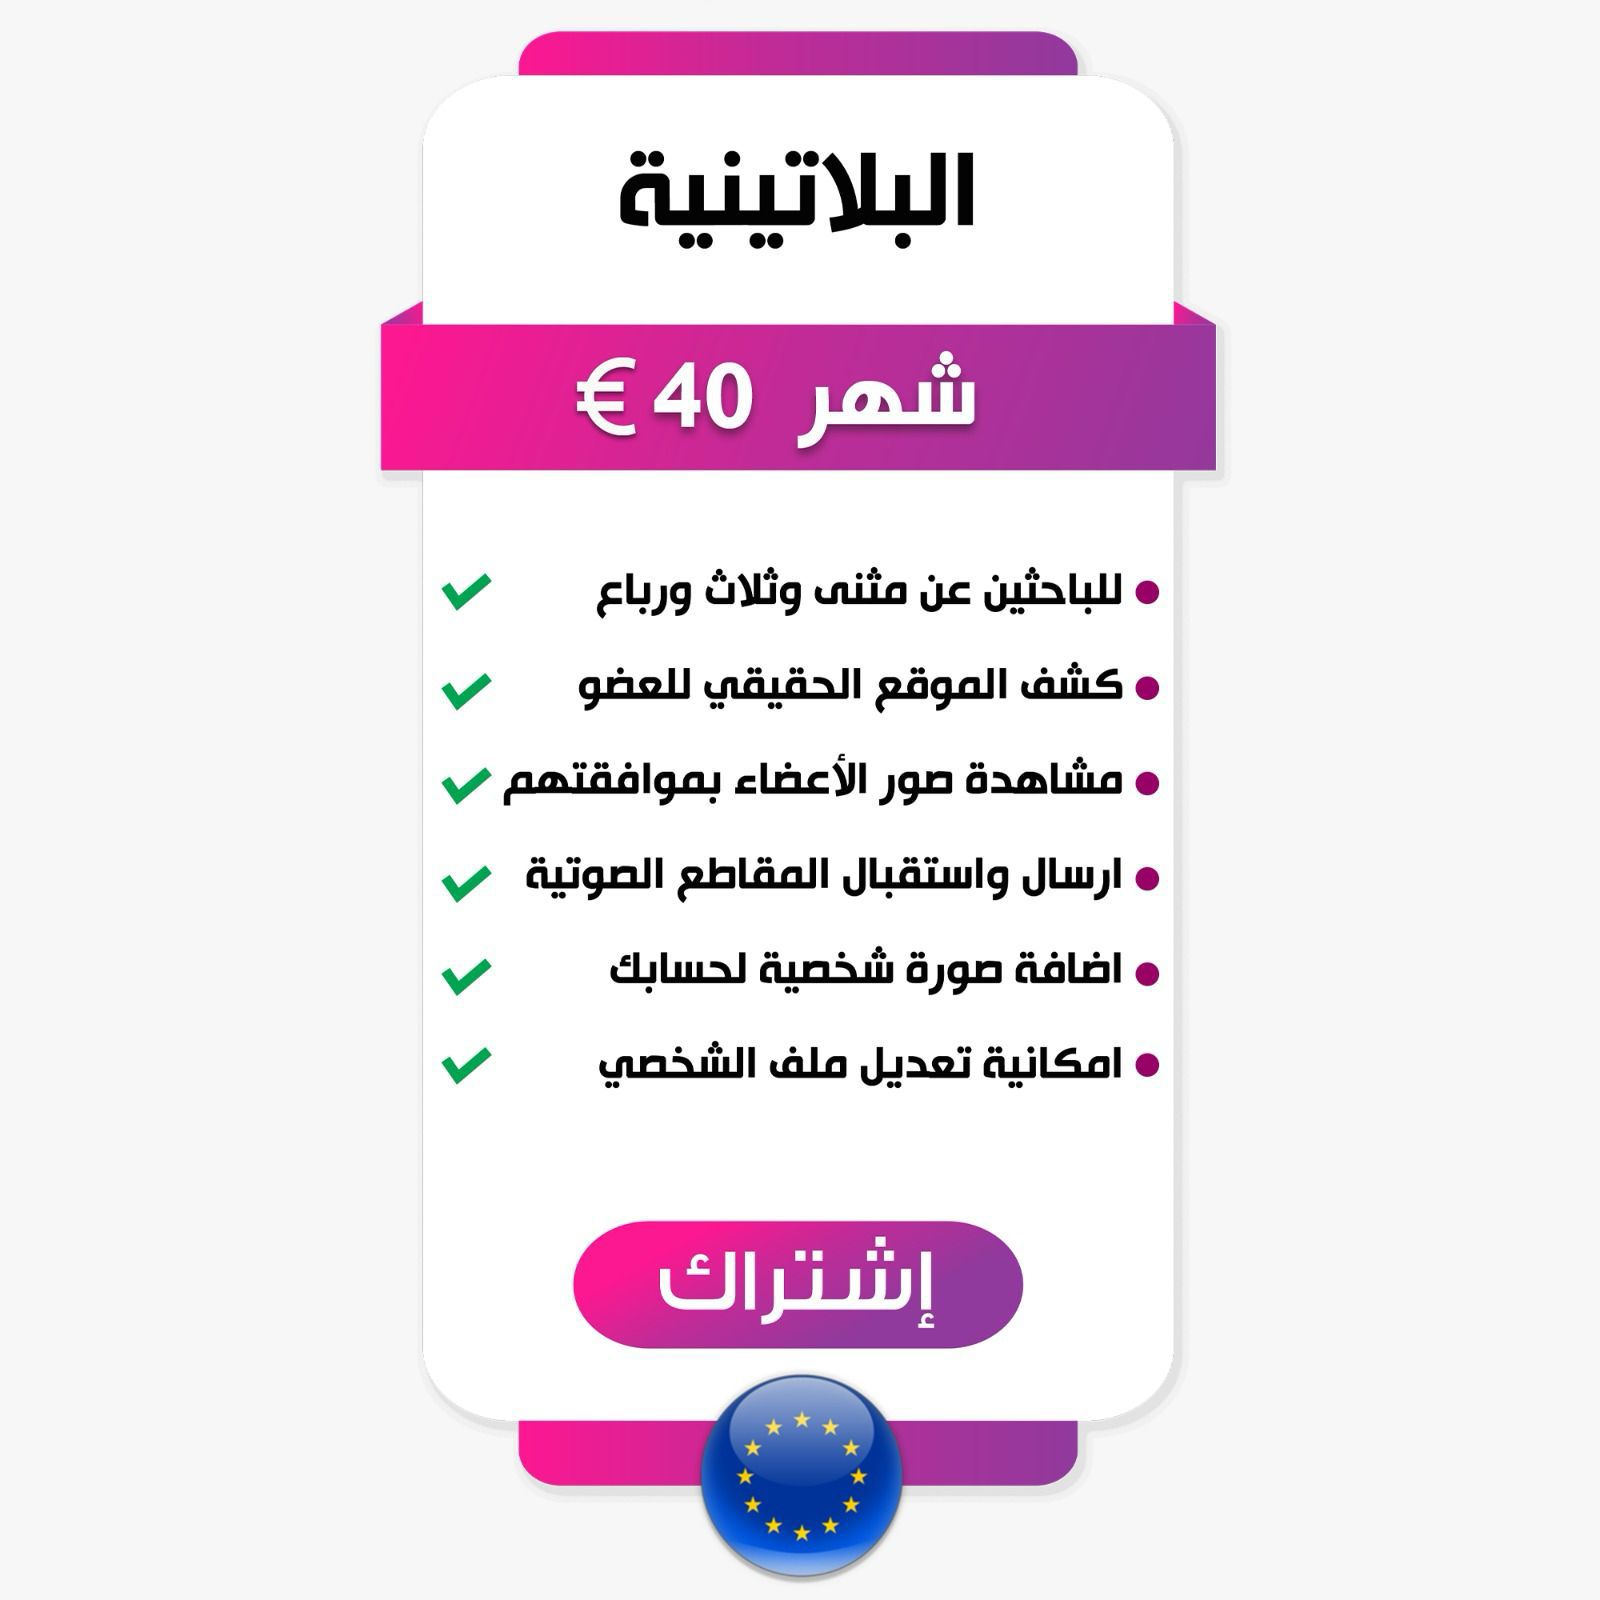 البلاتينية
شهر 40 €
للباحثين عن مثنى وثلاث ورباع
كشف الموقع الحقيقي للعضو
مشاهدة صور الأعضاء بموافقتهم
ارسال واستقبال المقاطع الصوتية
اضافة صورة شخصية لحسابك
امكانية تعديل ملف الشخصي
إشتراك